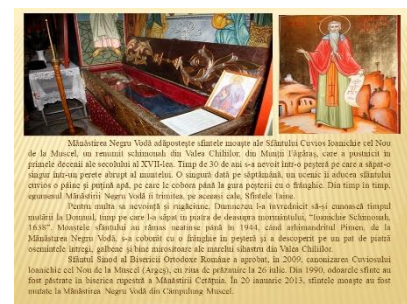 Mănăstirea Negru Vodă adăpostește sfintele moaște ale Sfântului Cuvios Ioanichie cel Nou
de la Muscel, un renumit schimonah din Valea Chiliilor, din Munții Făgăraș, care a pustnicit în
primele decenii ale secolului al XVII-lea. Timp de 30 de ani s-a nevoit într-o peșteră pe care a săpat-o
singur într-un perete abrupt al muntelui. O singură dată pe săptămână, un ucenic îi aducea sfântului
cuvios o pâine și puțină apă, pe care le cobora până la gura peșterii cu o frânghie. Din timp în timp,
egumenul Mănăstirii Negru Vodă îi trimitea, pe aceeași cale, Sfintele Taine.
Pentru multa sa nevoință și rugăciune, Dumnezeu l-a învrednicit să-și cunoască timpul
mutării la Domnul, timp pe care l-a săpat în piatra de deasupra mormântului, "Ioanichie Schimonah,
1638". Moaștele sfântului au rămas neatinse până în 1944, când arhimandritul Pimen, de la
Mănăstirea Negru Vodă, s-a coborât cu o frânghie în peșteră și a descoperit pe un pat de piatră
osemintele întregi, galbene și bine mirositoare ale marelui sihastru din Valea Chiliilor.
Sfântul Sinod al Bisericii Ortodoxe Române a aprobat, în 2009, canonizarea Cuviosului
Ioanichie cel Nou de la Muscel (Argeș), cu ziua de prăznuire la 26 iulie. Din 1990, odoarele sfinte au
fost păstrate în biserica rupestră a Mănăstirii Cetățuia. În 20 ianuarie 2013, sfintele moaște au fost
mutate la Mănăstirea Negru Vodă din Câmpulung Muscel.